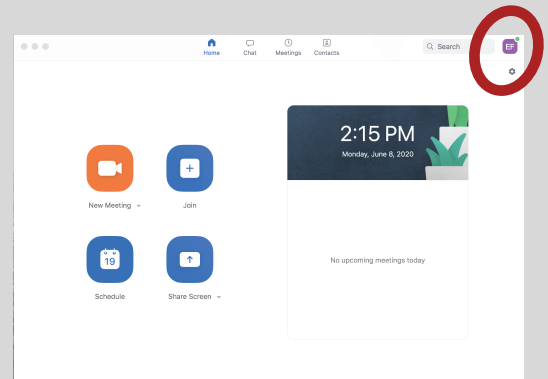 Home
Chat
Meetings
Contacts
Search
EF
2:15 PM
Monday, June 8, 2020
New Meeting
Join
19
Schedule
Share Screen
No upcoming meetings today